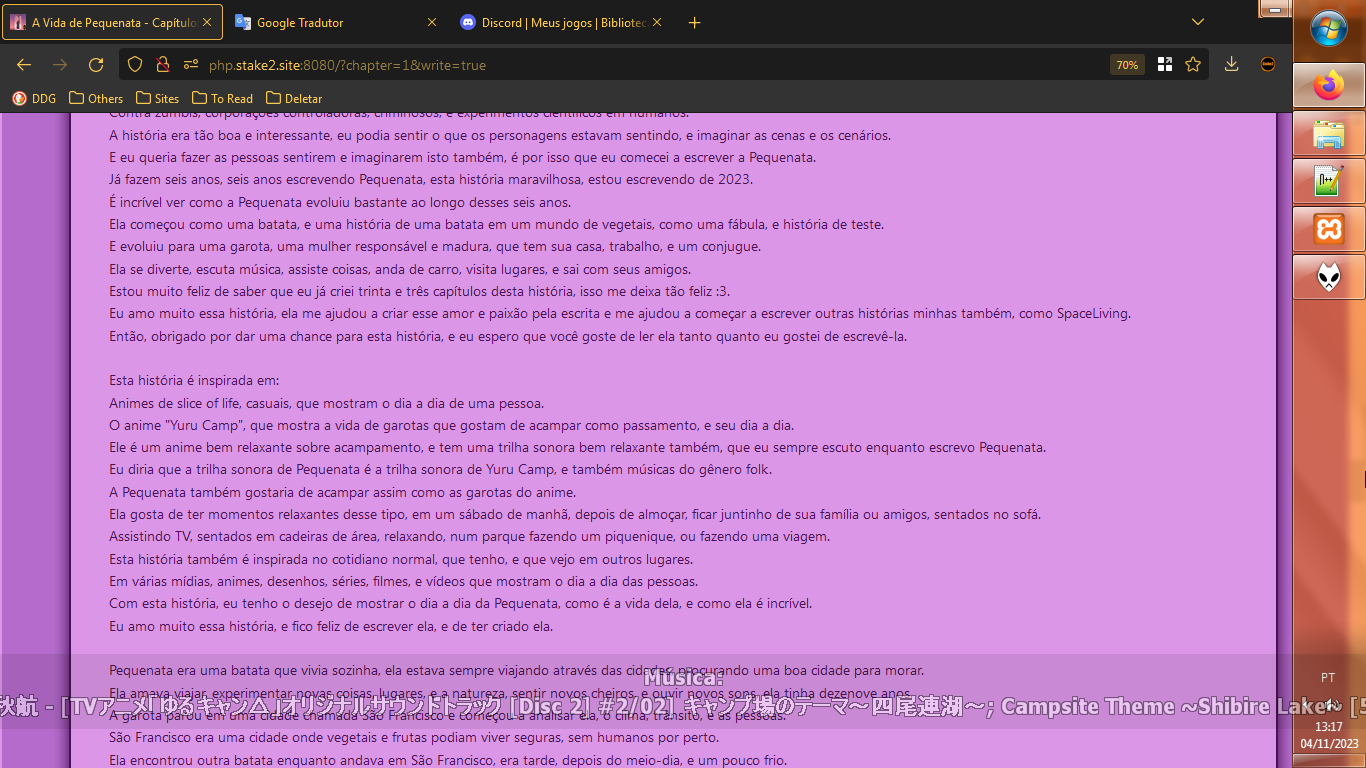 A Vida de Pequenata - Capítulo
Google Tradutor
Discord | Meus jogos | Bibliotec
php.stake2.site:8080/?chapter=1&write=true
70%
DDG
Others
Sites
To Read
Deletar
Contra zumbis, corporações controladoras, criminosos, e experimentos científicos em humanos.
A história era tão boa e interessante, eu podia sentir o que os personagens estavam sentindo, e imaginar as cenas e os cenários.
E eu queria fazer as pessoas sentirem e imaginarem isto também, é por isso que eu comecei a escrever a Pequenata.
Já fazem seis anos, seis anos escrevendo Pequenata, esta história maravilhosa, estou escrevendo de 2023.
É incrível ver como a Pequenata evoluiu bastante ao longo desses seis anos.
Ela começou como uma batata, e uma história de uma batata em um mundo de vegetais, como uma fábula, e história de teste.
E evoluiu para uma garota, uma mulher responsável e madura, que tem sua casa, trabalho, e um conjugue.
Ela se diverte, escuta música, assiste coisas, anda de carro, visita lugares, e sai com seus amigos.
Estou muito feliz de saber que eu já criei trinta e três capítulos desta história, isso me deixa tão feliz :3.
Eu amo muito essa história, ela me ajudou a criar esse amor e paixão pela escrita e me ajudou a começar a escrever outras histórias minhas também, como SpaceLiving.
Então, obrigado por dar uma chance para esta história, e eu espero que você goste de ler ela tanto quanto eu gostei de escrevê-la.
Esta história é inspirada em:
Animes de slice of life, casuais, que mostram o dia a dia de uma pessoa.
O anime "Yuru Camp", que mostra a vida de garotas que gostam de acampar como passamento, e seu dia a dia.
Ele é um anime bem relaxante sobre acampamento, e tem uma trilha sonora bem relaxante também, que eu sempre escuto enquanto escrevo Pequenata.
Eu diria que a trilha sonora de Pequenata é a trilha sonora de Yuru Camp, e também músicas do gênero folk.
A Pequenata também gostaria de acampar assim como as garotas do anime.
Ela gosta de ter momentos relaxantes desse tipo, em um sábado de manhã, depois de almoçar, ficar juntinho de sua família ou amigos, sentados no sofá.
Assistindo TV, sentados em cadeiras de área, relaxando, num parque fazendo um piquenique, ou fazendo uma viagem.
Esta história também é inspirada no cotidiano normal, que tenho, e que vejo em outros lugares.
Em várias mídias, animes, desenhos, séries, filmes, e vídeos que mostram o dia a dia das pessoas.
Com esta história, eu tenho o desejo de mostrar o dia a dia da Pequenata, como é a vida dela, e como ela é incrível.
Eu amo muito essa história, e fico feliz de escrever ela, e de ter criado ela.
Pequenata era uma batata que vivia sozinha, ela estava sempre viajando através das cidades, procurando uma boa cidade para morar.
Música:
Ela amava viajar, experimentar novas coisas, lugares, e a natureza, sentir novos cheiros, e ouvir novos sons, ela tinha dezenove anos.
秋航 - [TVアニメ「ゆるキャン△」オリジナルサウンドトラック [Disc 2] #2/02] キャンプ場のテーマ～四尾連湖～; Campsite Theme ~Shibire Lake~ [5
A garota parou em uma cidade chamada São Francisco e começou a analisar ela, o clima, trânsito, e as pessoas.
São Francisco era uma cidade onde vegetais e frutas podiam viver seguras, sem humanos por perto.
Ela encontrou outra batata enquanto andava em São Francisco, era tarde, depois do meio-dia, e um pouco frio.
PT
13:17
04/11/2023